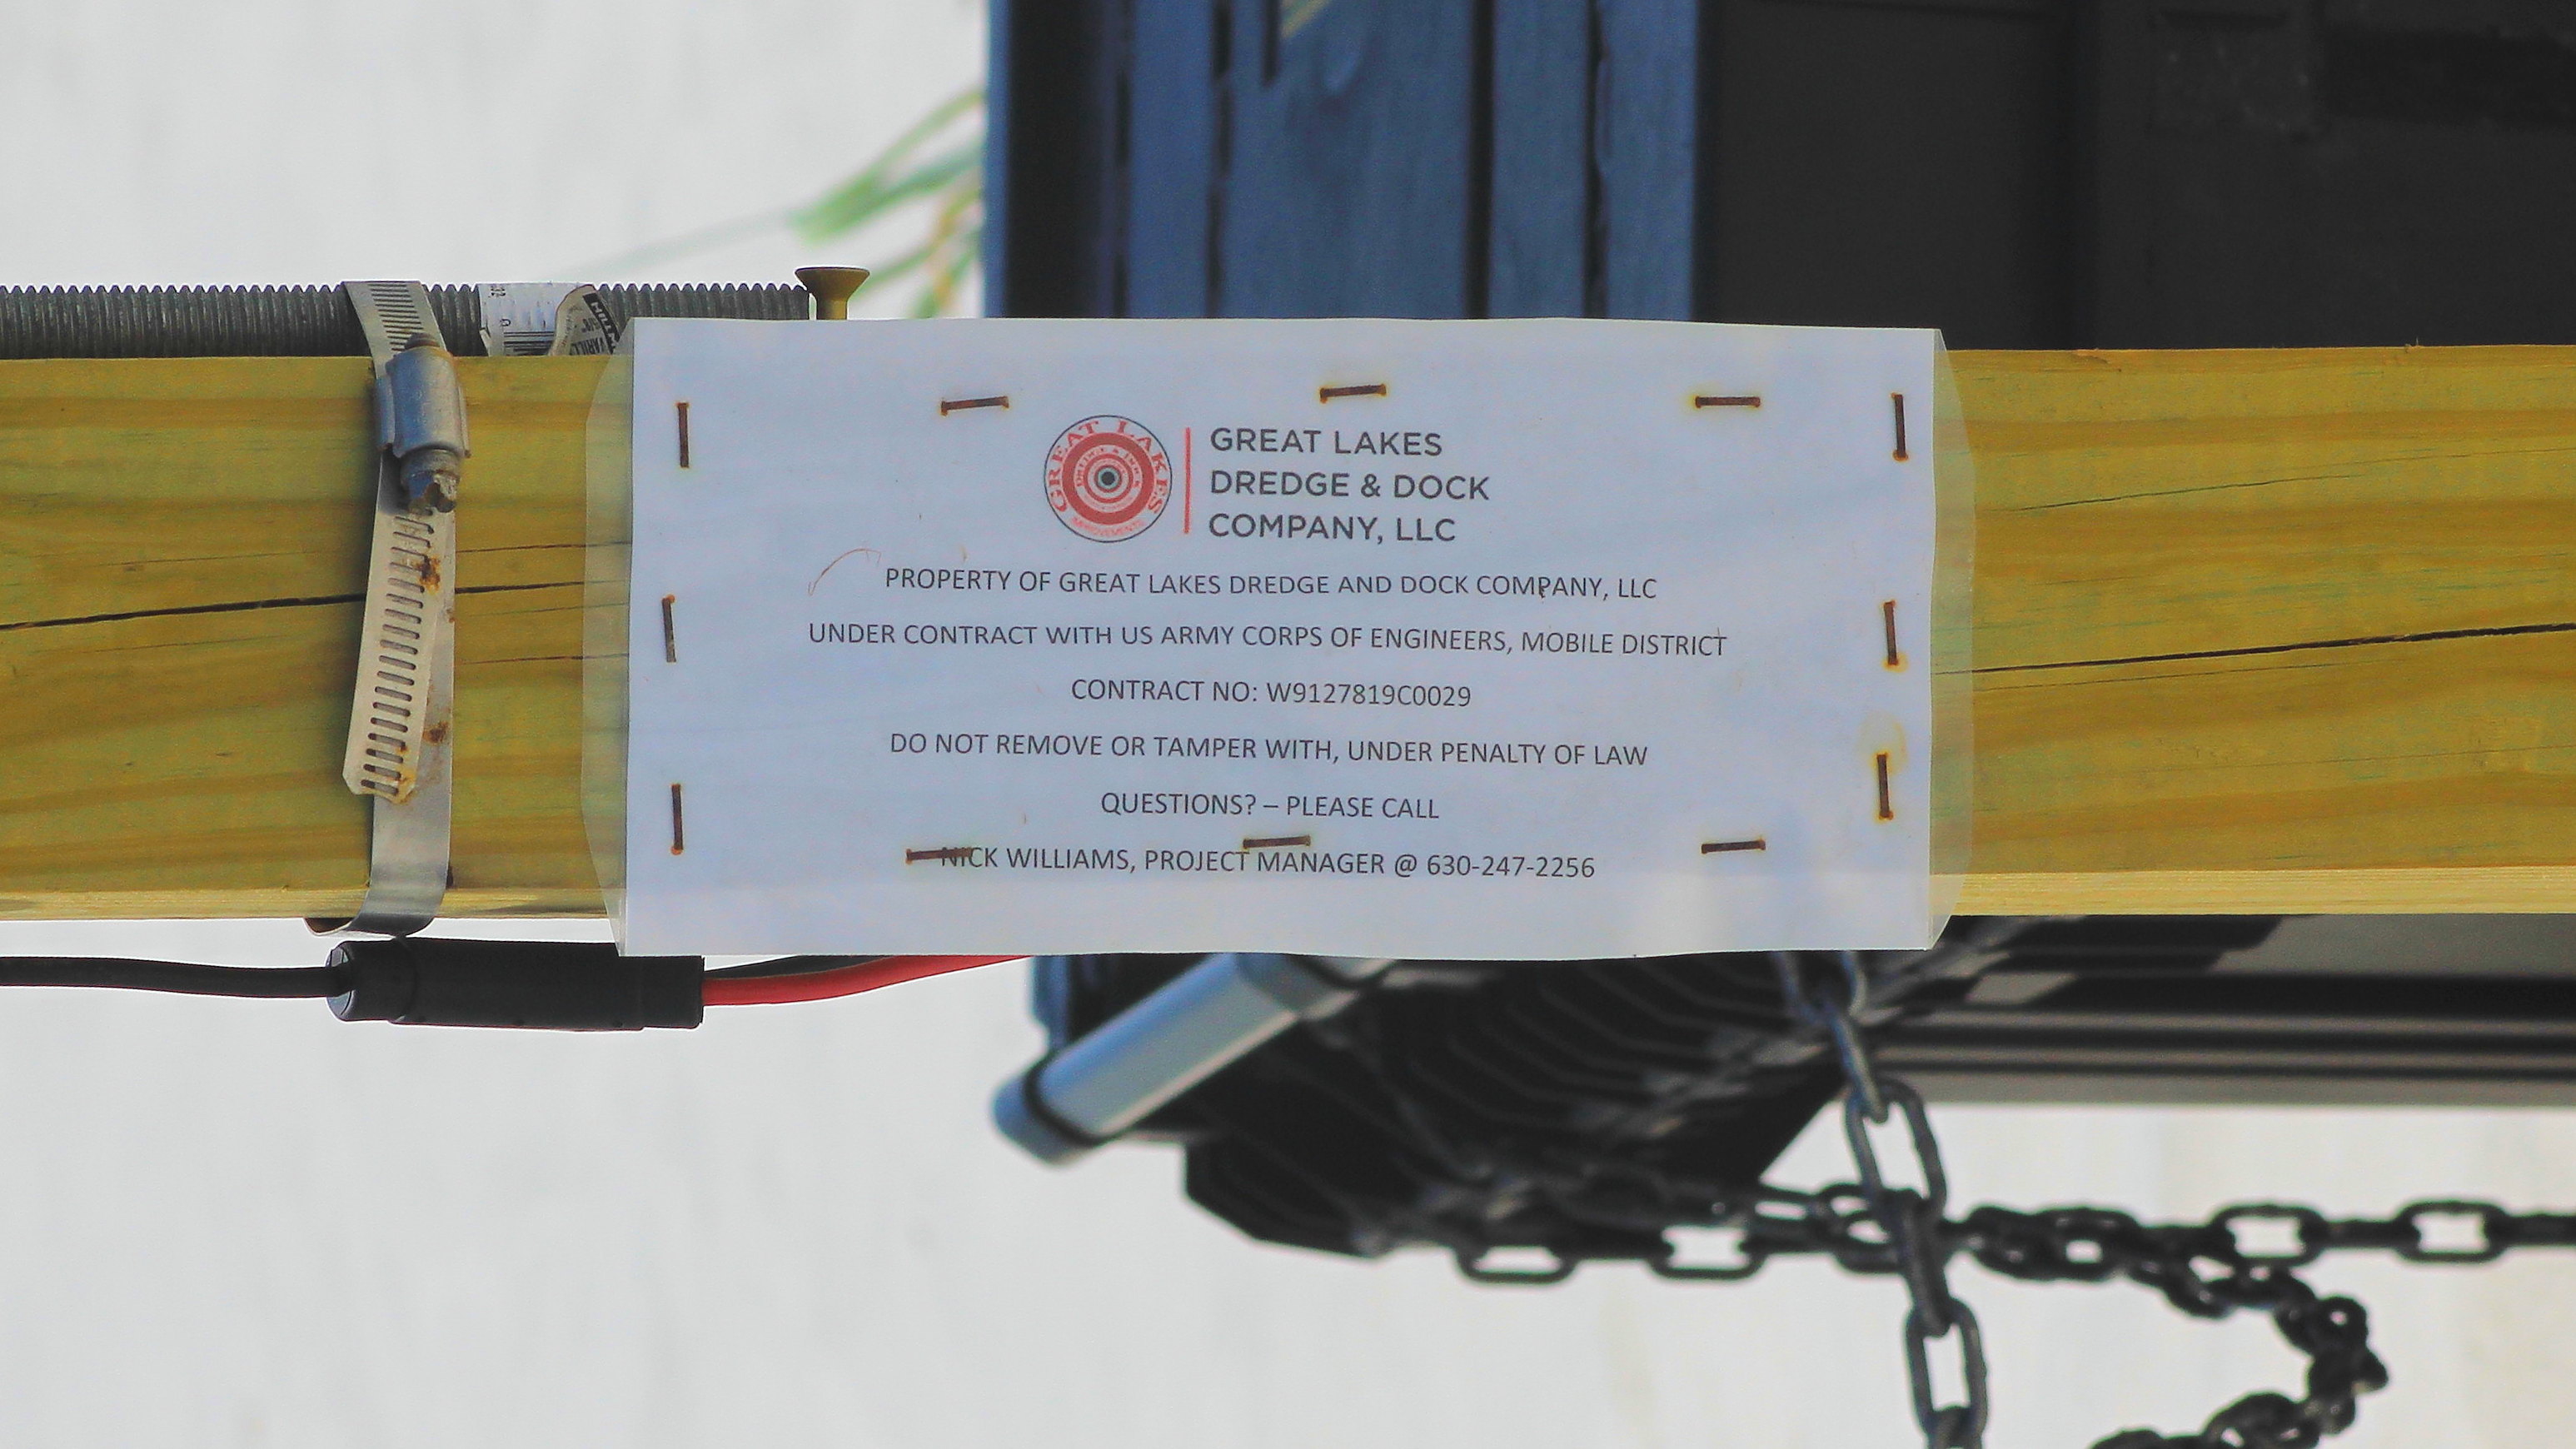 GREAT LAKES
GREAT LAKES
DREDGE & DOCK
COMPANY, LLC
PROPERTY OF GREAT LAKES DREDGE AND DOCK COMPANY, LLC
UNDER CONTRACT WITH US ARMY CORPS OF ENGINEERS, MOBILE DISTRICT
CONTRACT NO: W9127819C0029
DO NOT REMOVE OR TAMPER WITH, UNDER PENALTY OF LAW
QUESTIONS? – PLEASE CALL
NICK WILLIAMS, PROJECT MANAGER @ 630-247-2256